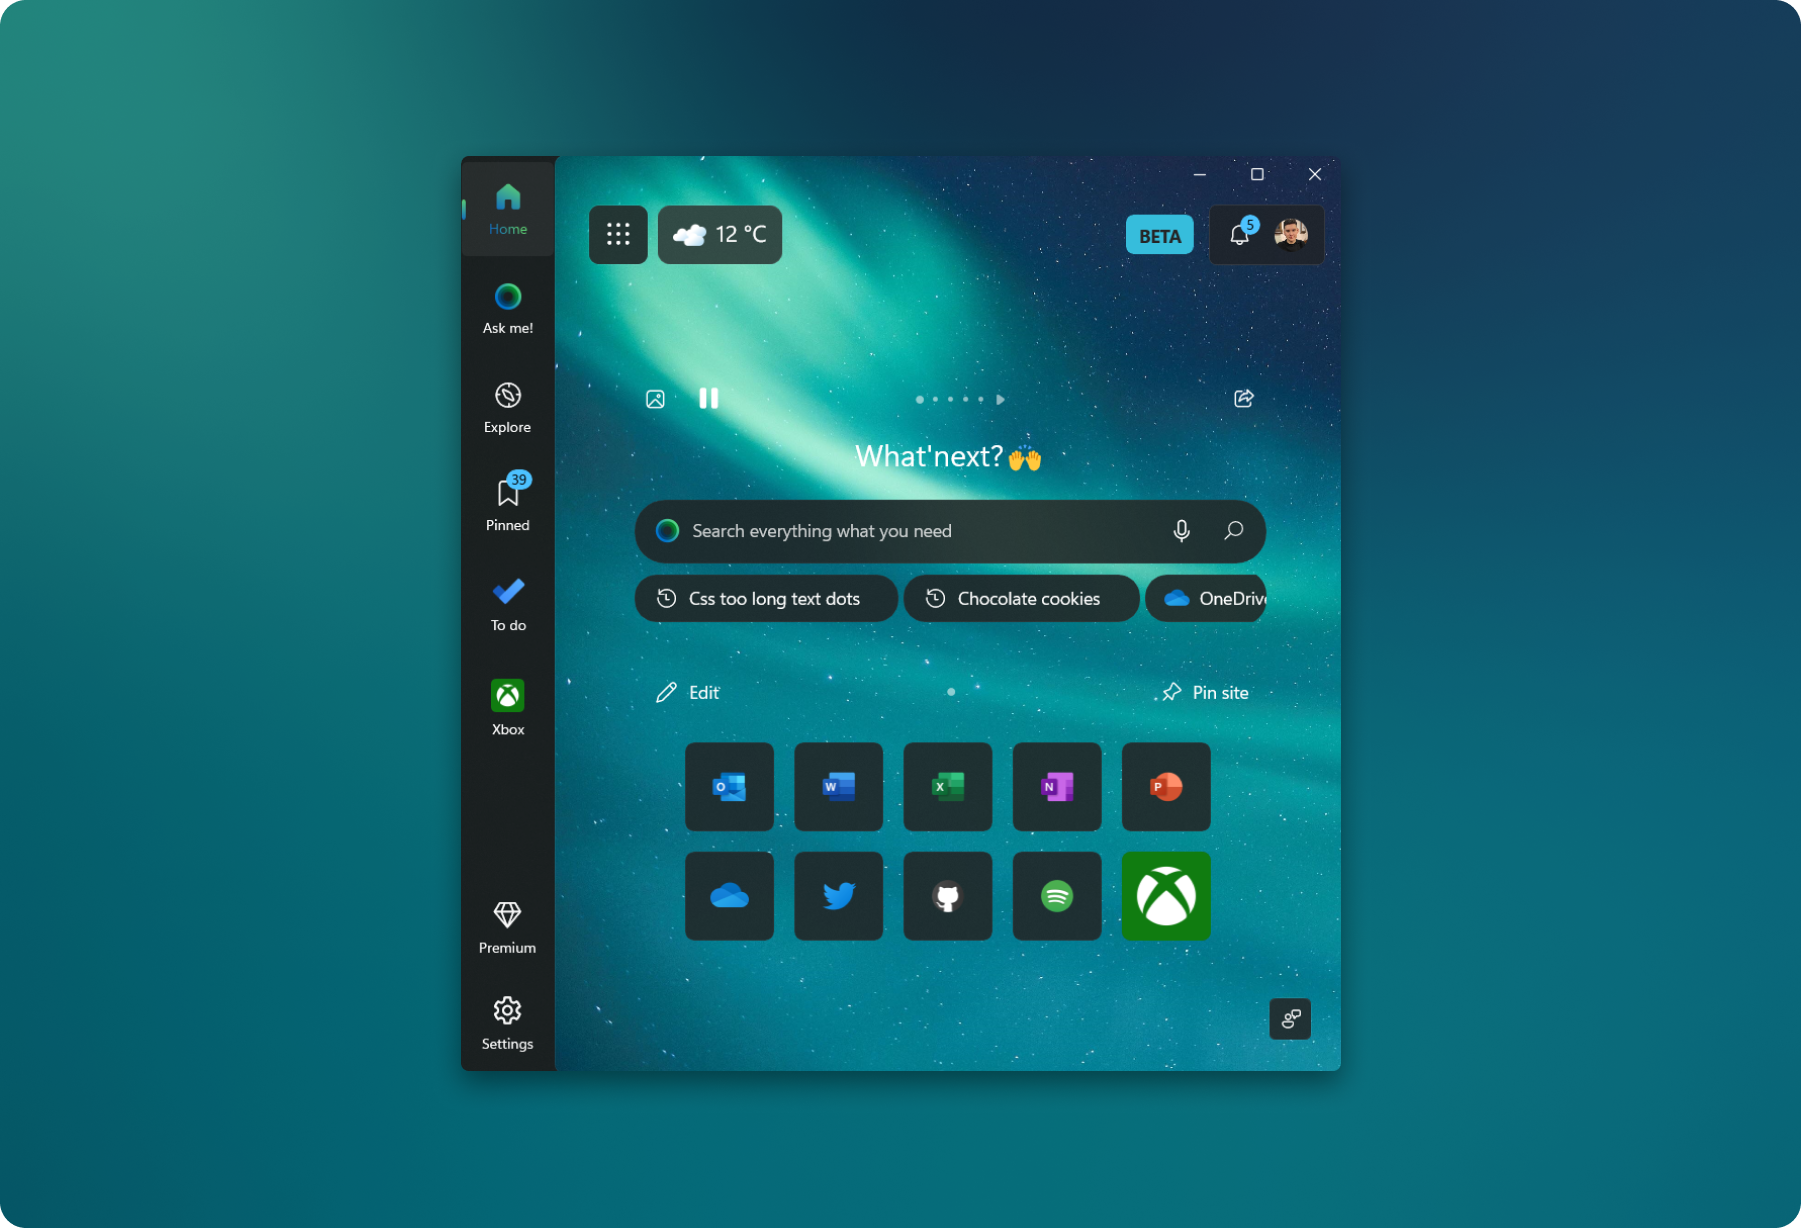 Home
Ask me!
Explore
39
Pinned
To do
Xbox
Premium
Settings
12 °C
BETA
5
What'next?🙌
Search everything what you need
Css too long text dots
Chocolate cookies
OneDrive
Edit
Pin site
O
W
X
N
P